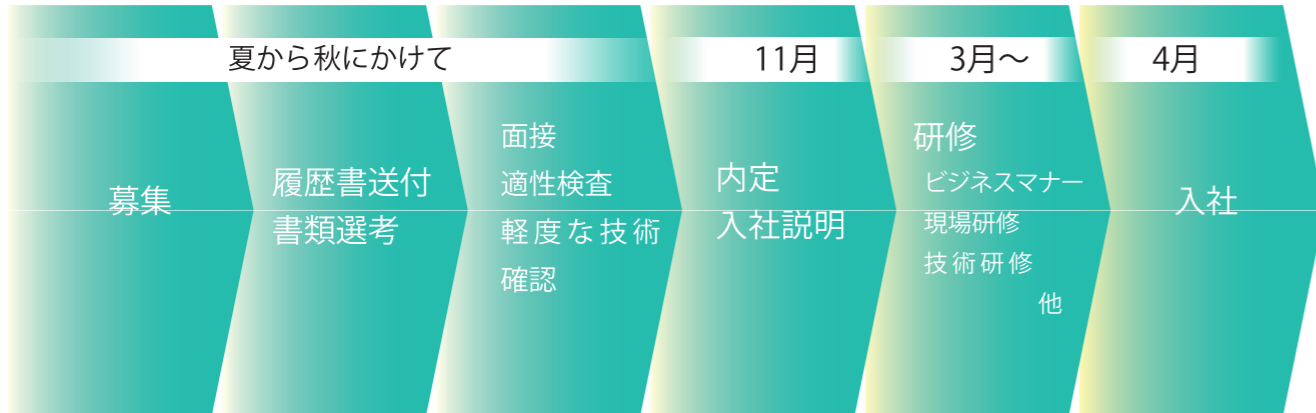 夏から秋にかけて
11月
3月～
4月
募集
履歴書送付
書類選考
面接
適性検査
軽度な技術
確認
内定
入社説明
研修
ビジネスマナー
現場研修
技術研修
他
入社